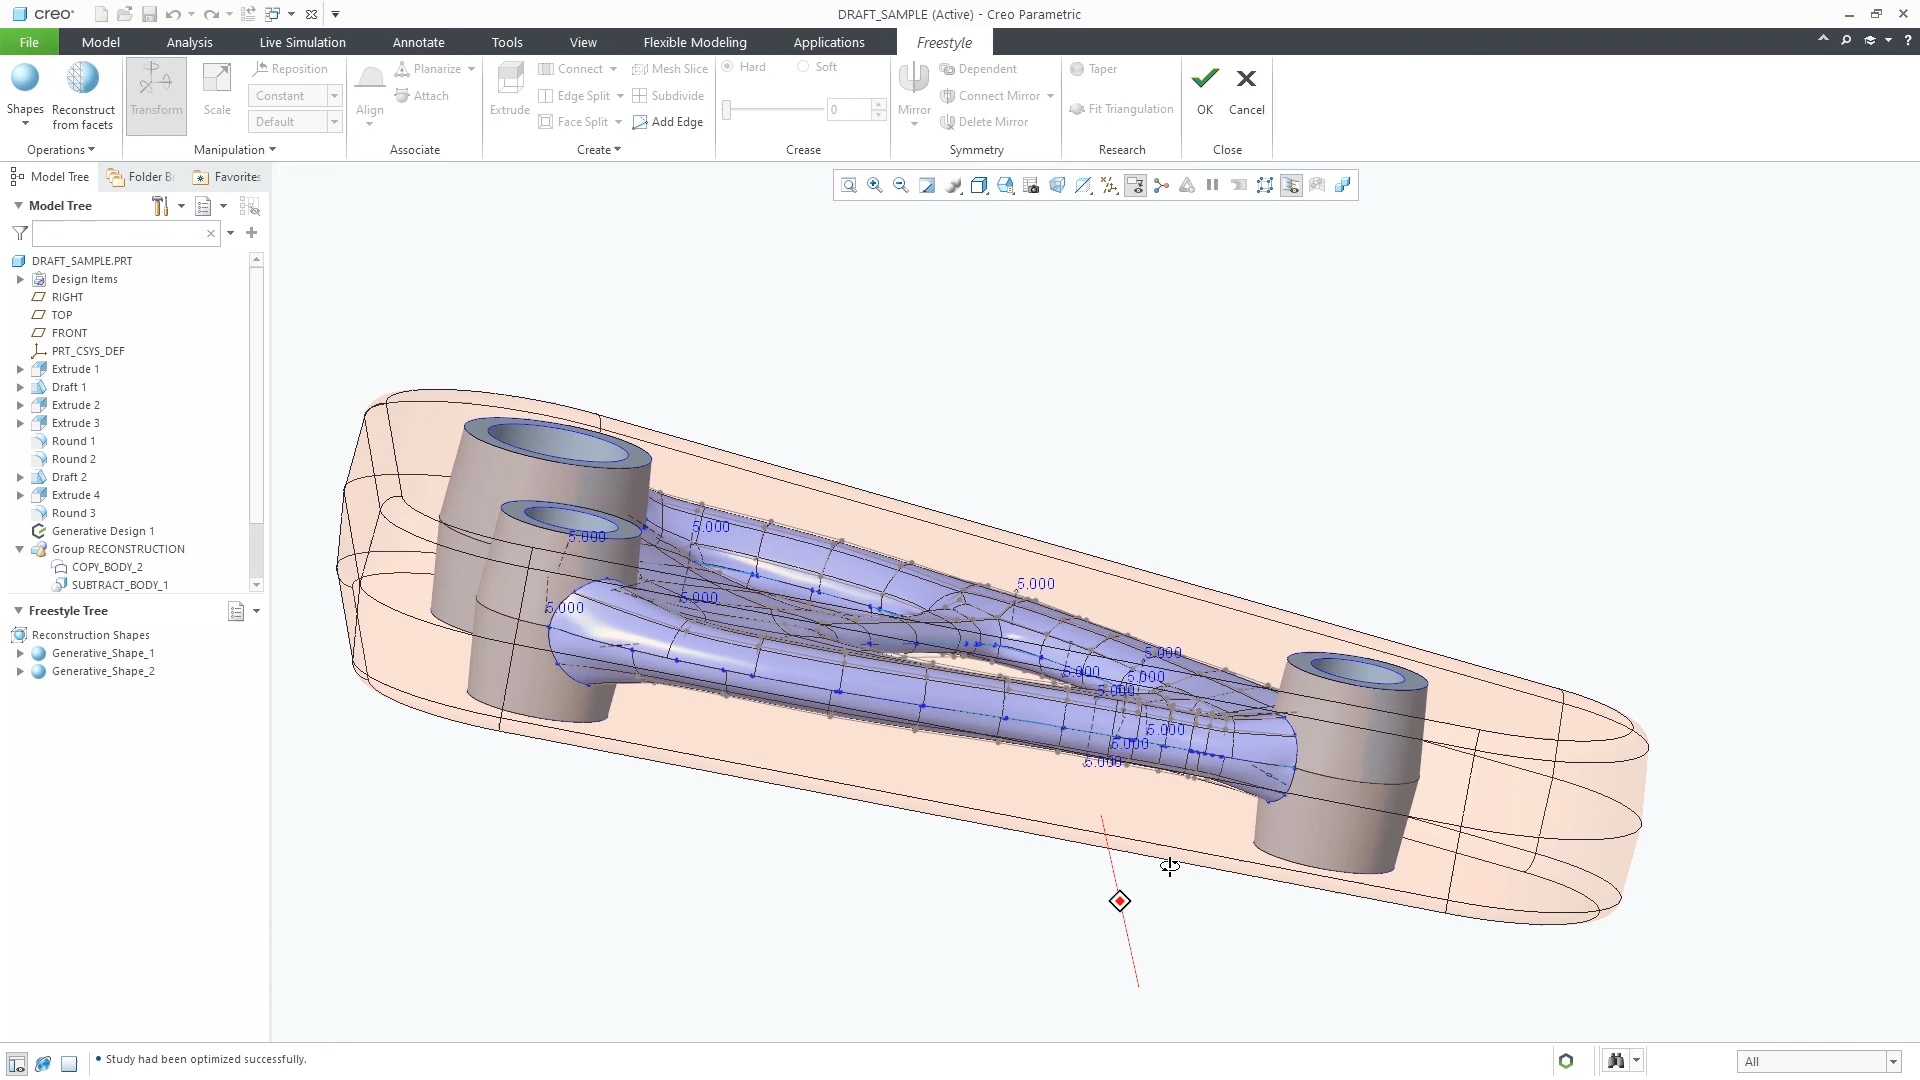 creo
DRAFT_SAMPLE (Active) - Creo Parametric
File Model Analysis Live Simulation Annotate Tools View Flexible Modeling Applications Freestyle
Shapes
Reconstruct from facets
Operations
Transform
Scale
Reposition
Constant
Default
Manipulation
Align
Planarize
Attach
Associate
Extrude
Connect
Edge Split
Face Split
Mesh Slice
Subdivide
Add Edge
Create
Hard Soft
0
Crease
Mirror
Dependent
Connect Mirror
Delete Mirror
Symmetry
Taper
Fit Triangulation
Research
OK
Cancel
Close
Model Tree
Favorites
Model Tree
DRAFT_SAMPLE.PRT
Design Items
RIGHT
TOP
FRONT
PRT_CSYS_DEF
Extrude 1
Draft 1
Extrude 2
Extrude 3
Round 1
Round 2
Draft 2
Extrude 4
Round 3
Generative Design 1
Group RECONSTRUCTION
COPY_BODY_2
SUBTRACT_BODY_1
Freestyle Tree
Reconstruction Shapes
Generative_Shape_1
Generative_Shape_2
5.000
5.000
5.000
5.000
5.000
5.000
5.000
5.000
5.000
5.000
5.000
5.000
Study had been optimized successfully.
All